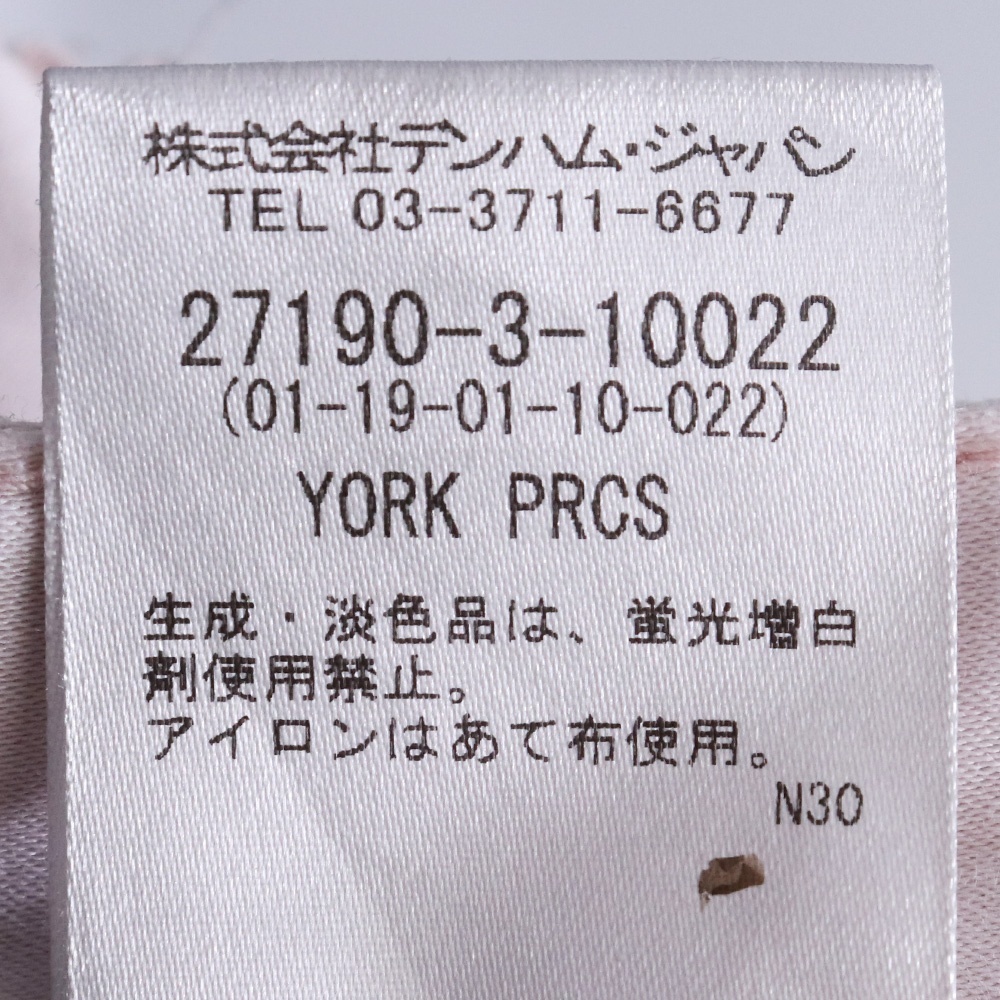 株式会社デンハム・ジャパン
TEL 03-3711-6677
27190-3-10022
(01-19-01-10-022)
YORK PRCS
生成・淡色品は、蛍光増白
剤使用禁止。
アイロンはあて布使用。
N30